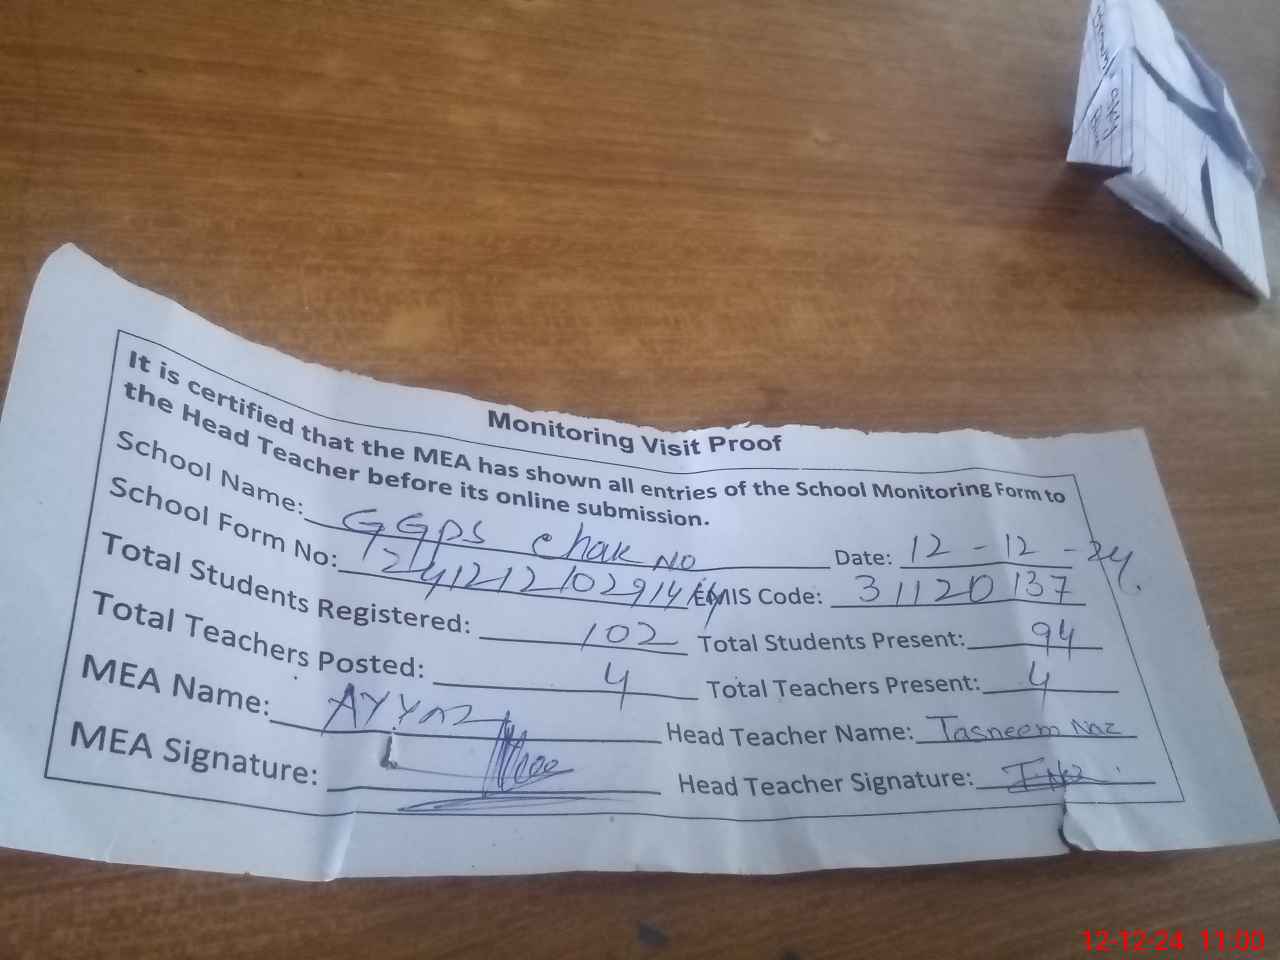 Monitoring Visit Proof
It is certified that the MEA has shown all entries of the School Monitoring Form to
the Head Teacher before its online submission.
School Name: GGPS Chak NO Date: 12-12-24
School Form No: EMIS Code: 31120137
Total Students Registered: 102 Total Students Present: 94
Total Teachers Posted: 4 Total Teachers Present: 4
MEA Name: Head Teacher Name: Tasneem Naz
MEA Signature: Head Teacher Signature:
12-12-24 11:00